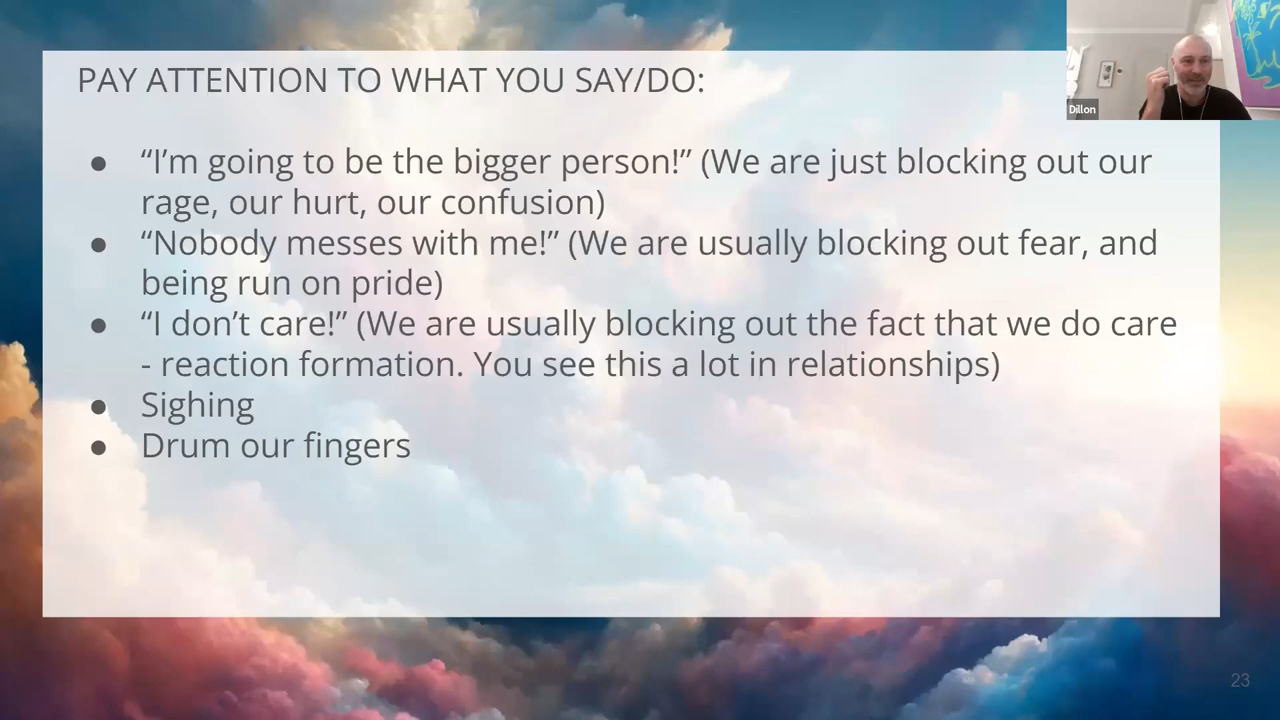 PAY ATTENTION TO WHAT YOU SAY/DO:
● “I’m going to be the bigger person!” (We are just blocking out our
rage, our hurt, our confusion)
● “Nobody messes with me!” (We are usually blocking out fear, and
being run on pride)
● “I don’t care!” (We are usually blocking out the fact that we do care
- reaction formation. You see this a lot in relationships)
● Sighing
● Drum our fingers
Dillon
23